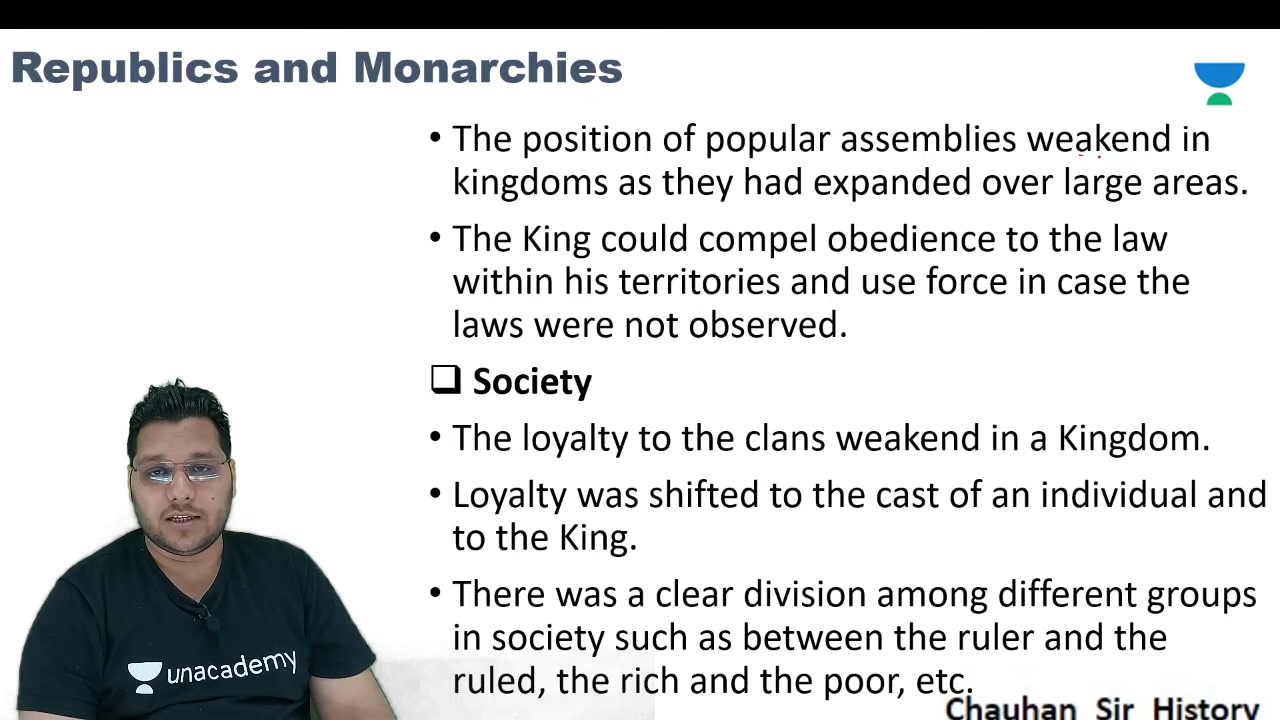 Republics and Monarchies
• The position of popular assemblies weakend in
kingdoms as they had expanded over large areas.
• The King could compel obedience to the law
within his territories and use force in case the
laws were not observed.
❑ Society
• The loyalty to the clans weakend in a Kingdom.
• Loyalty was shifted to the cast of an individual and
to the King.
• There was a clear division among different groups
in society such as between the ruler and the
ruled, the rich and the poor, etc.
unacademy
Chauhan Sir History